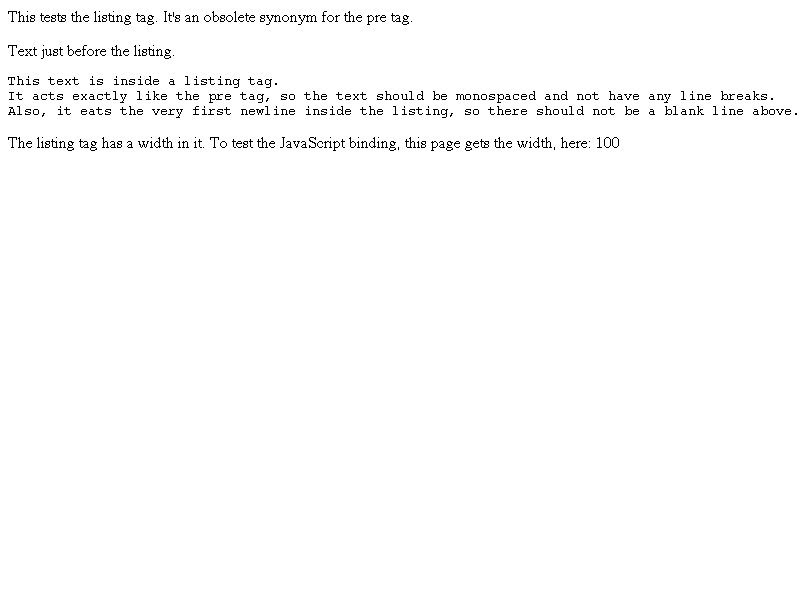 This tests the listing tag. It's an obsolete synonym for the pre tag.
Text just before the listing.
This text is inside a listing tag.
It acts exactly like the pre tag, so the text should be monospaced and not have any line breaks.
Also, it eats the very first newline inside the listing, so there should not be a blank line above.
The listing tag has a width in it. To test the JavaScript binding, this page gets the width, here: 100